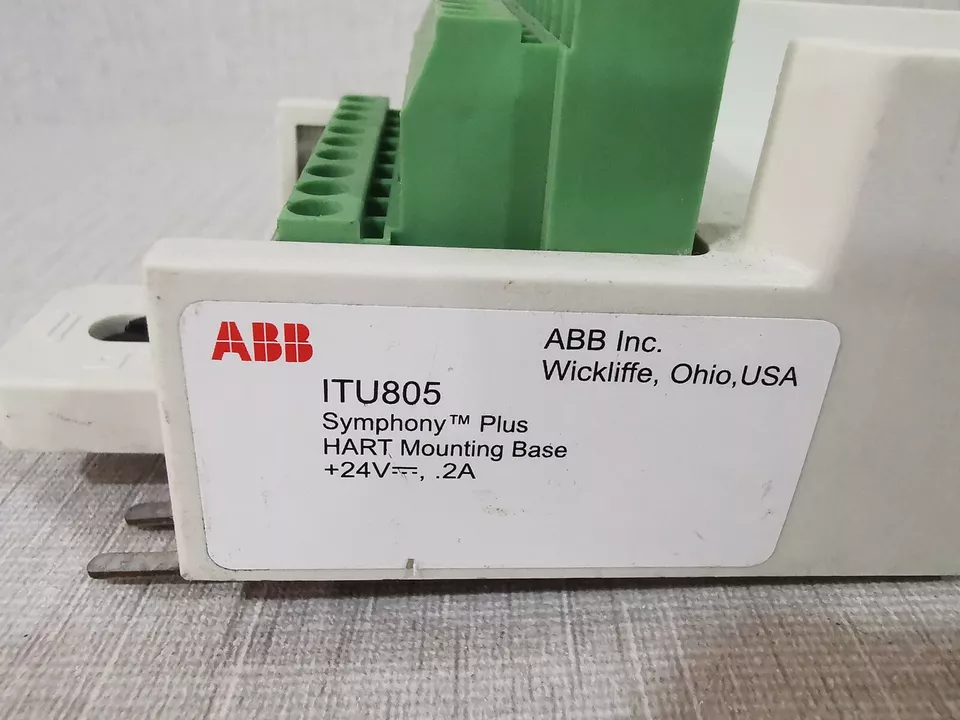 ABB
ABB Inc.
Wickliffe, Ohio,USA
ITU805
Symphony™ Plus
HART Mounting Base
+24V⎓, .2A